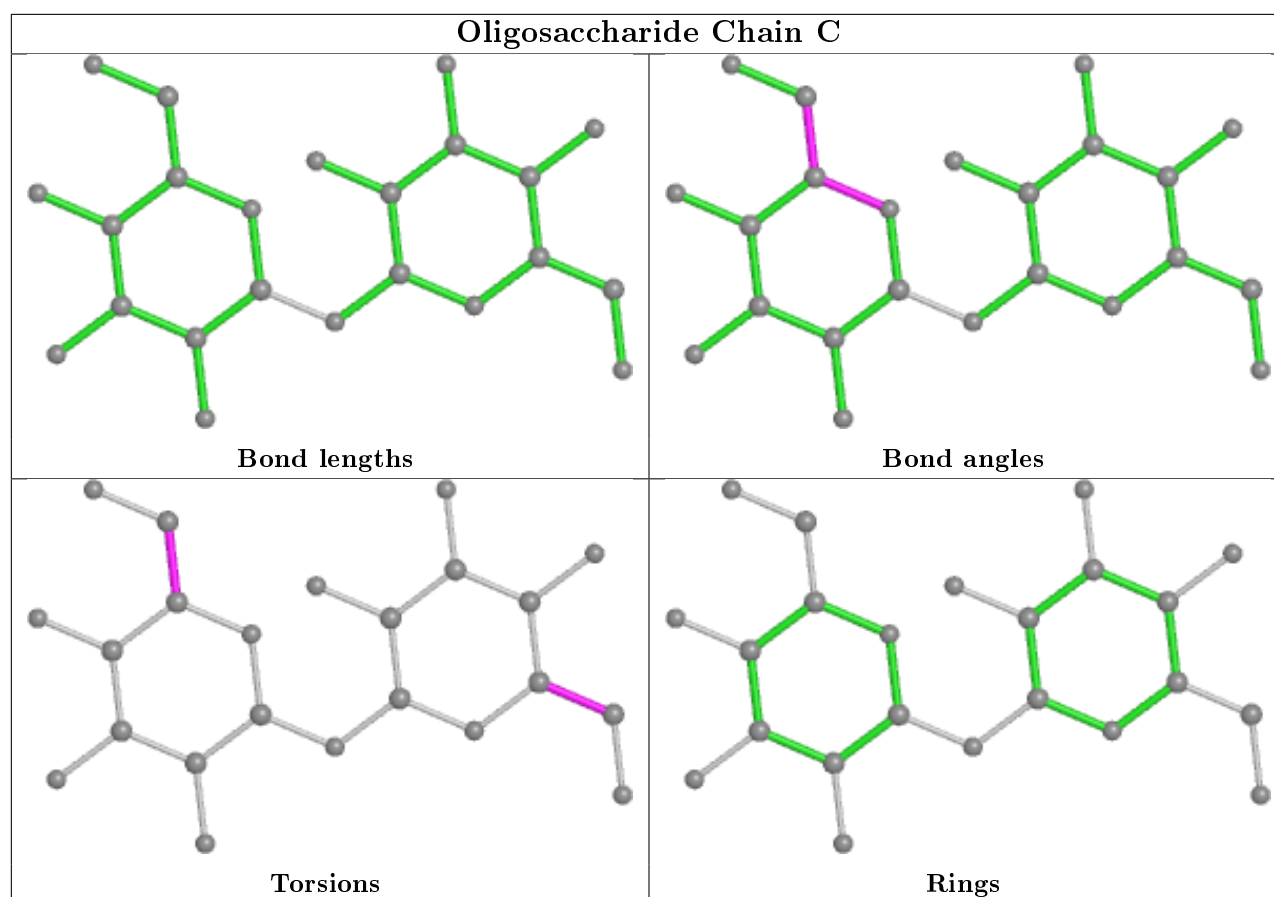 Oligosaccharide Chain C
Bond lengths
Bond angles
Torsions
Rings